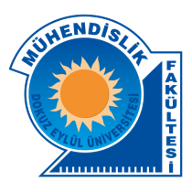 MÜHENDİSLİK
FAKÜLTESİ
DOKUZ EYLÜL ÜNİVERSİTESİ